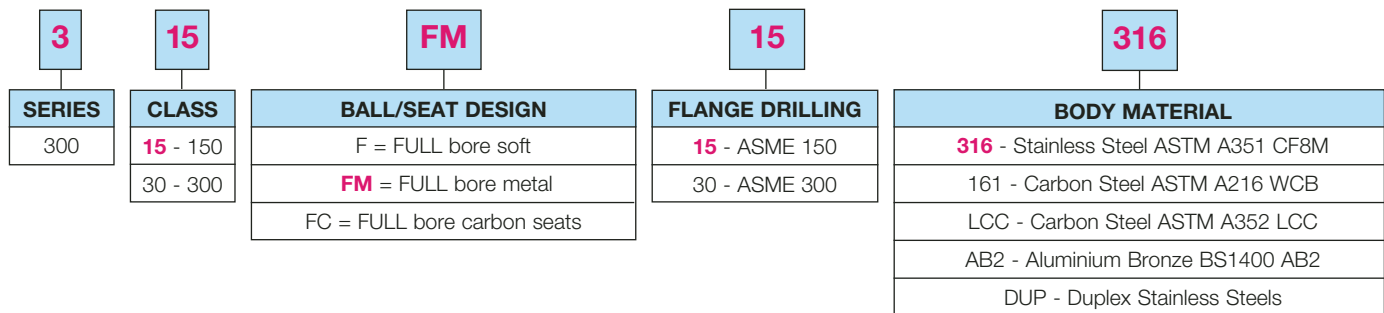 3 15 FM 15 316
SERIES CLASS BALL/SEAT DESIGN FLANGE DRILLING BODY MATERIAL
300 15 - 150 F = FULL bore soft 15 - ASME 150 316 - Stainless Steel ASTM A351 CF8M
30 - 300 FM = FULL bore metal 30 - ASME 300 161 - Carbon Steel ASTM A216 WCB
FC = FULL bore carbon seats LCC - Carbon Steel ASTM A352 LCC
AB2 - Aluminium Bronze BS1400 AB2
DUP - Duplex Stainless Steels